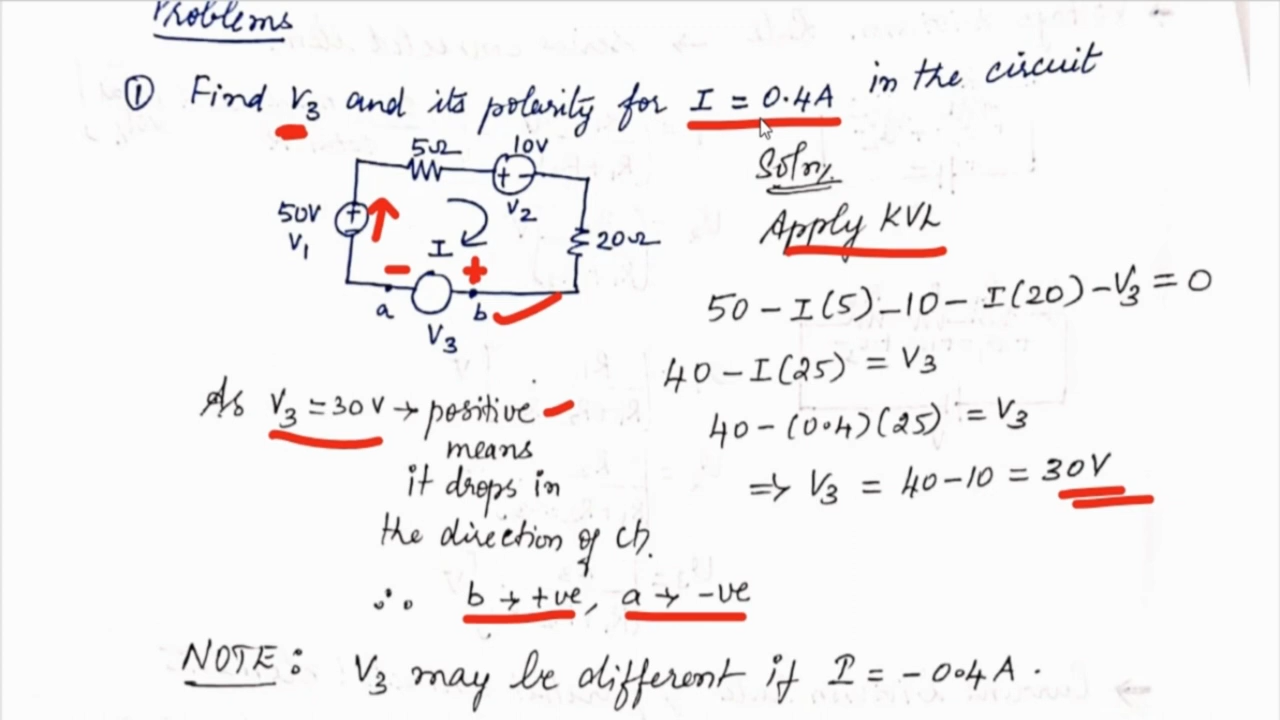 Problems
① Find V3 and its polarity for I = 0.4A in the circuit
5Ω
10V
+ -
V2
50V
V1
+
-
I
20Ω
- +
a
b
V3
Soln/.
Apply KVL
50 - I(5) - 10 - I(20) - V3 = 0
40 - I(25) = V3
40 - (0.4)(25) = V3
⇒ V3 = 40 - 10 = 30V
As V3 = 30V → positive
means
it drops in
the direction of ct.
∴ b → +ve, a → -ve
NOTE: V3 may be different if I = -0.4A.